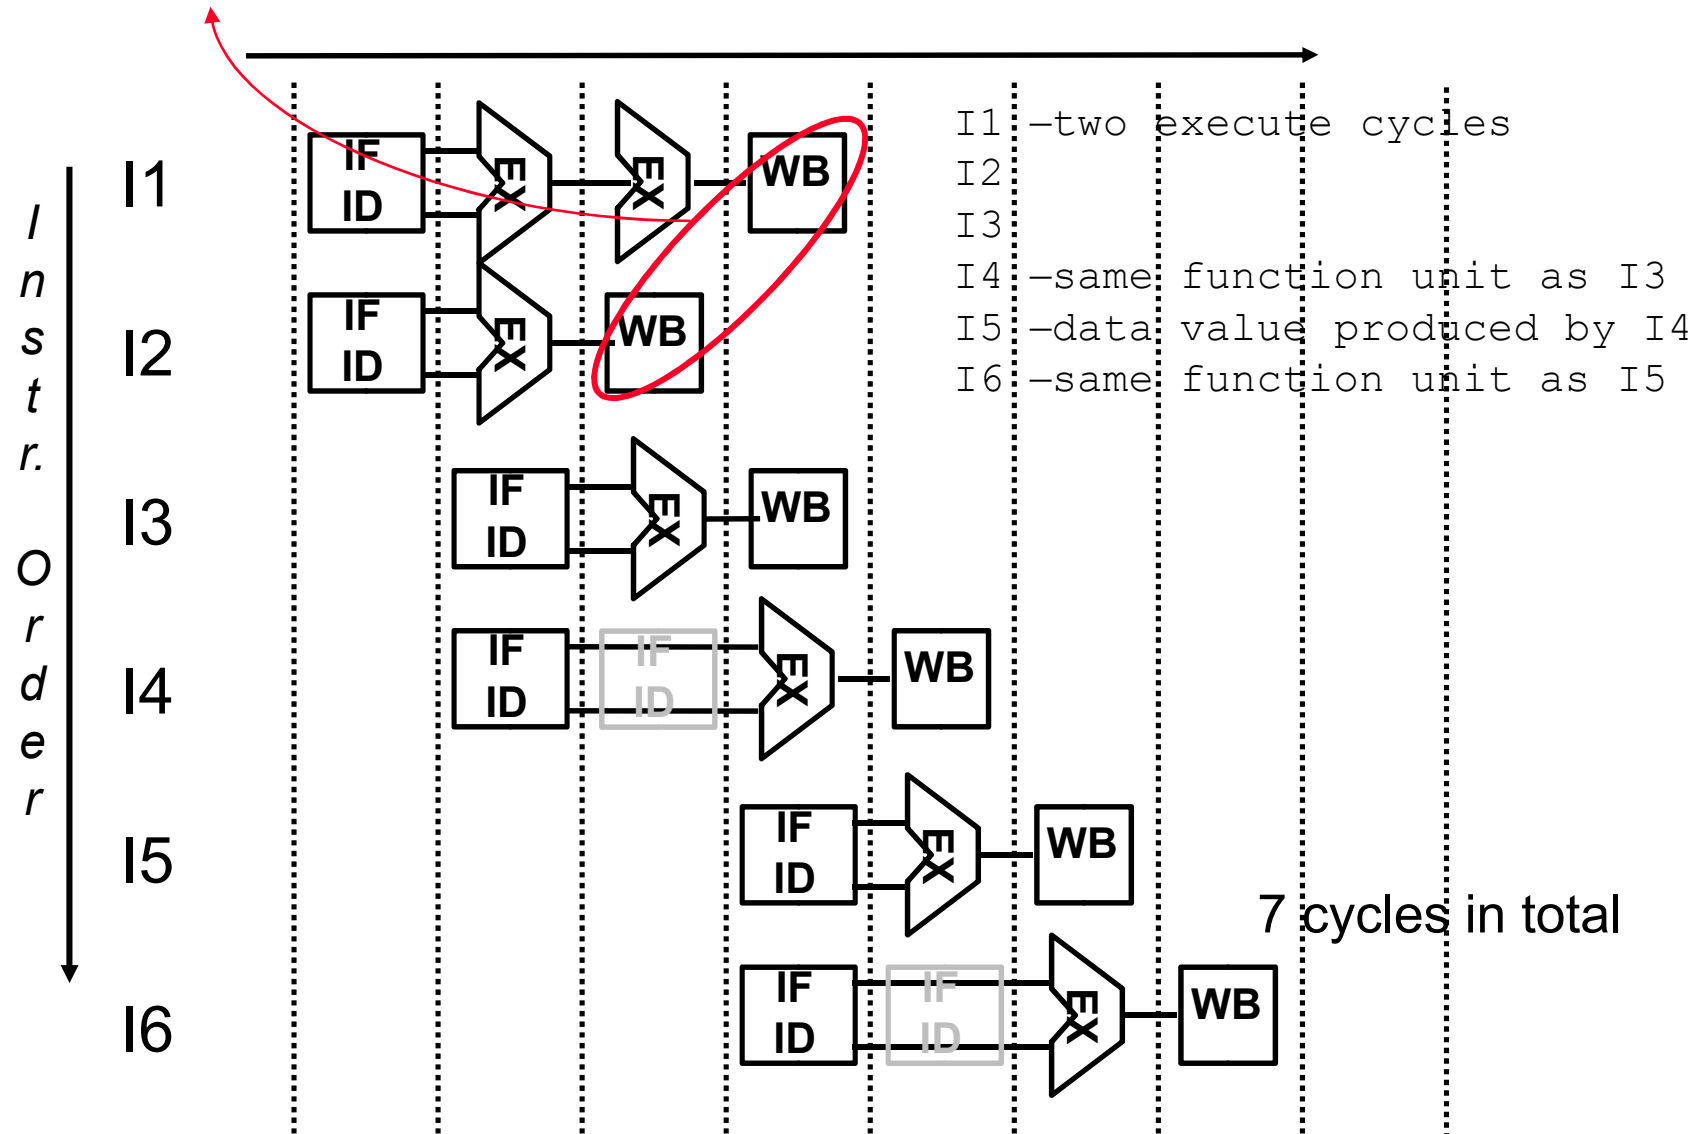 I1 –two execute cycles
I2
I3
I4 –same function unit as I3
I5 –data value produced by I4
I6 –same function unit as I5
Instr. Order
I1
IF
ID
EX
EX
WB
I2
IF
ID
EX
WB
I3
IF
ID
EX
WB
I4
IF
ID
IF
ID
EX
WB
I5
IF
ID
EX
WB
7 cycles in total
I6
IF
ID
IF
ID
EX
WB